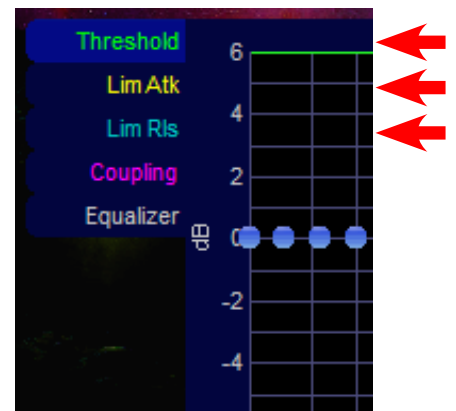 Threshold
Lim Atk
Lim Rls
Coupling
Equalizer
dB
6
4
2
0
-2
-4